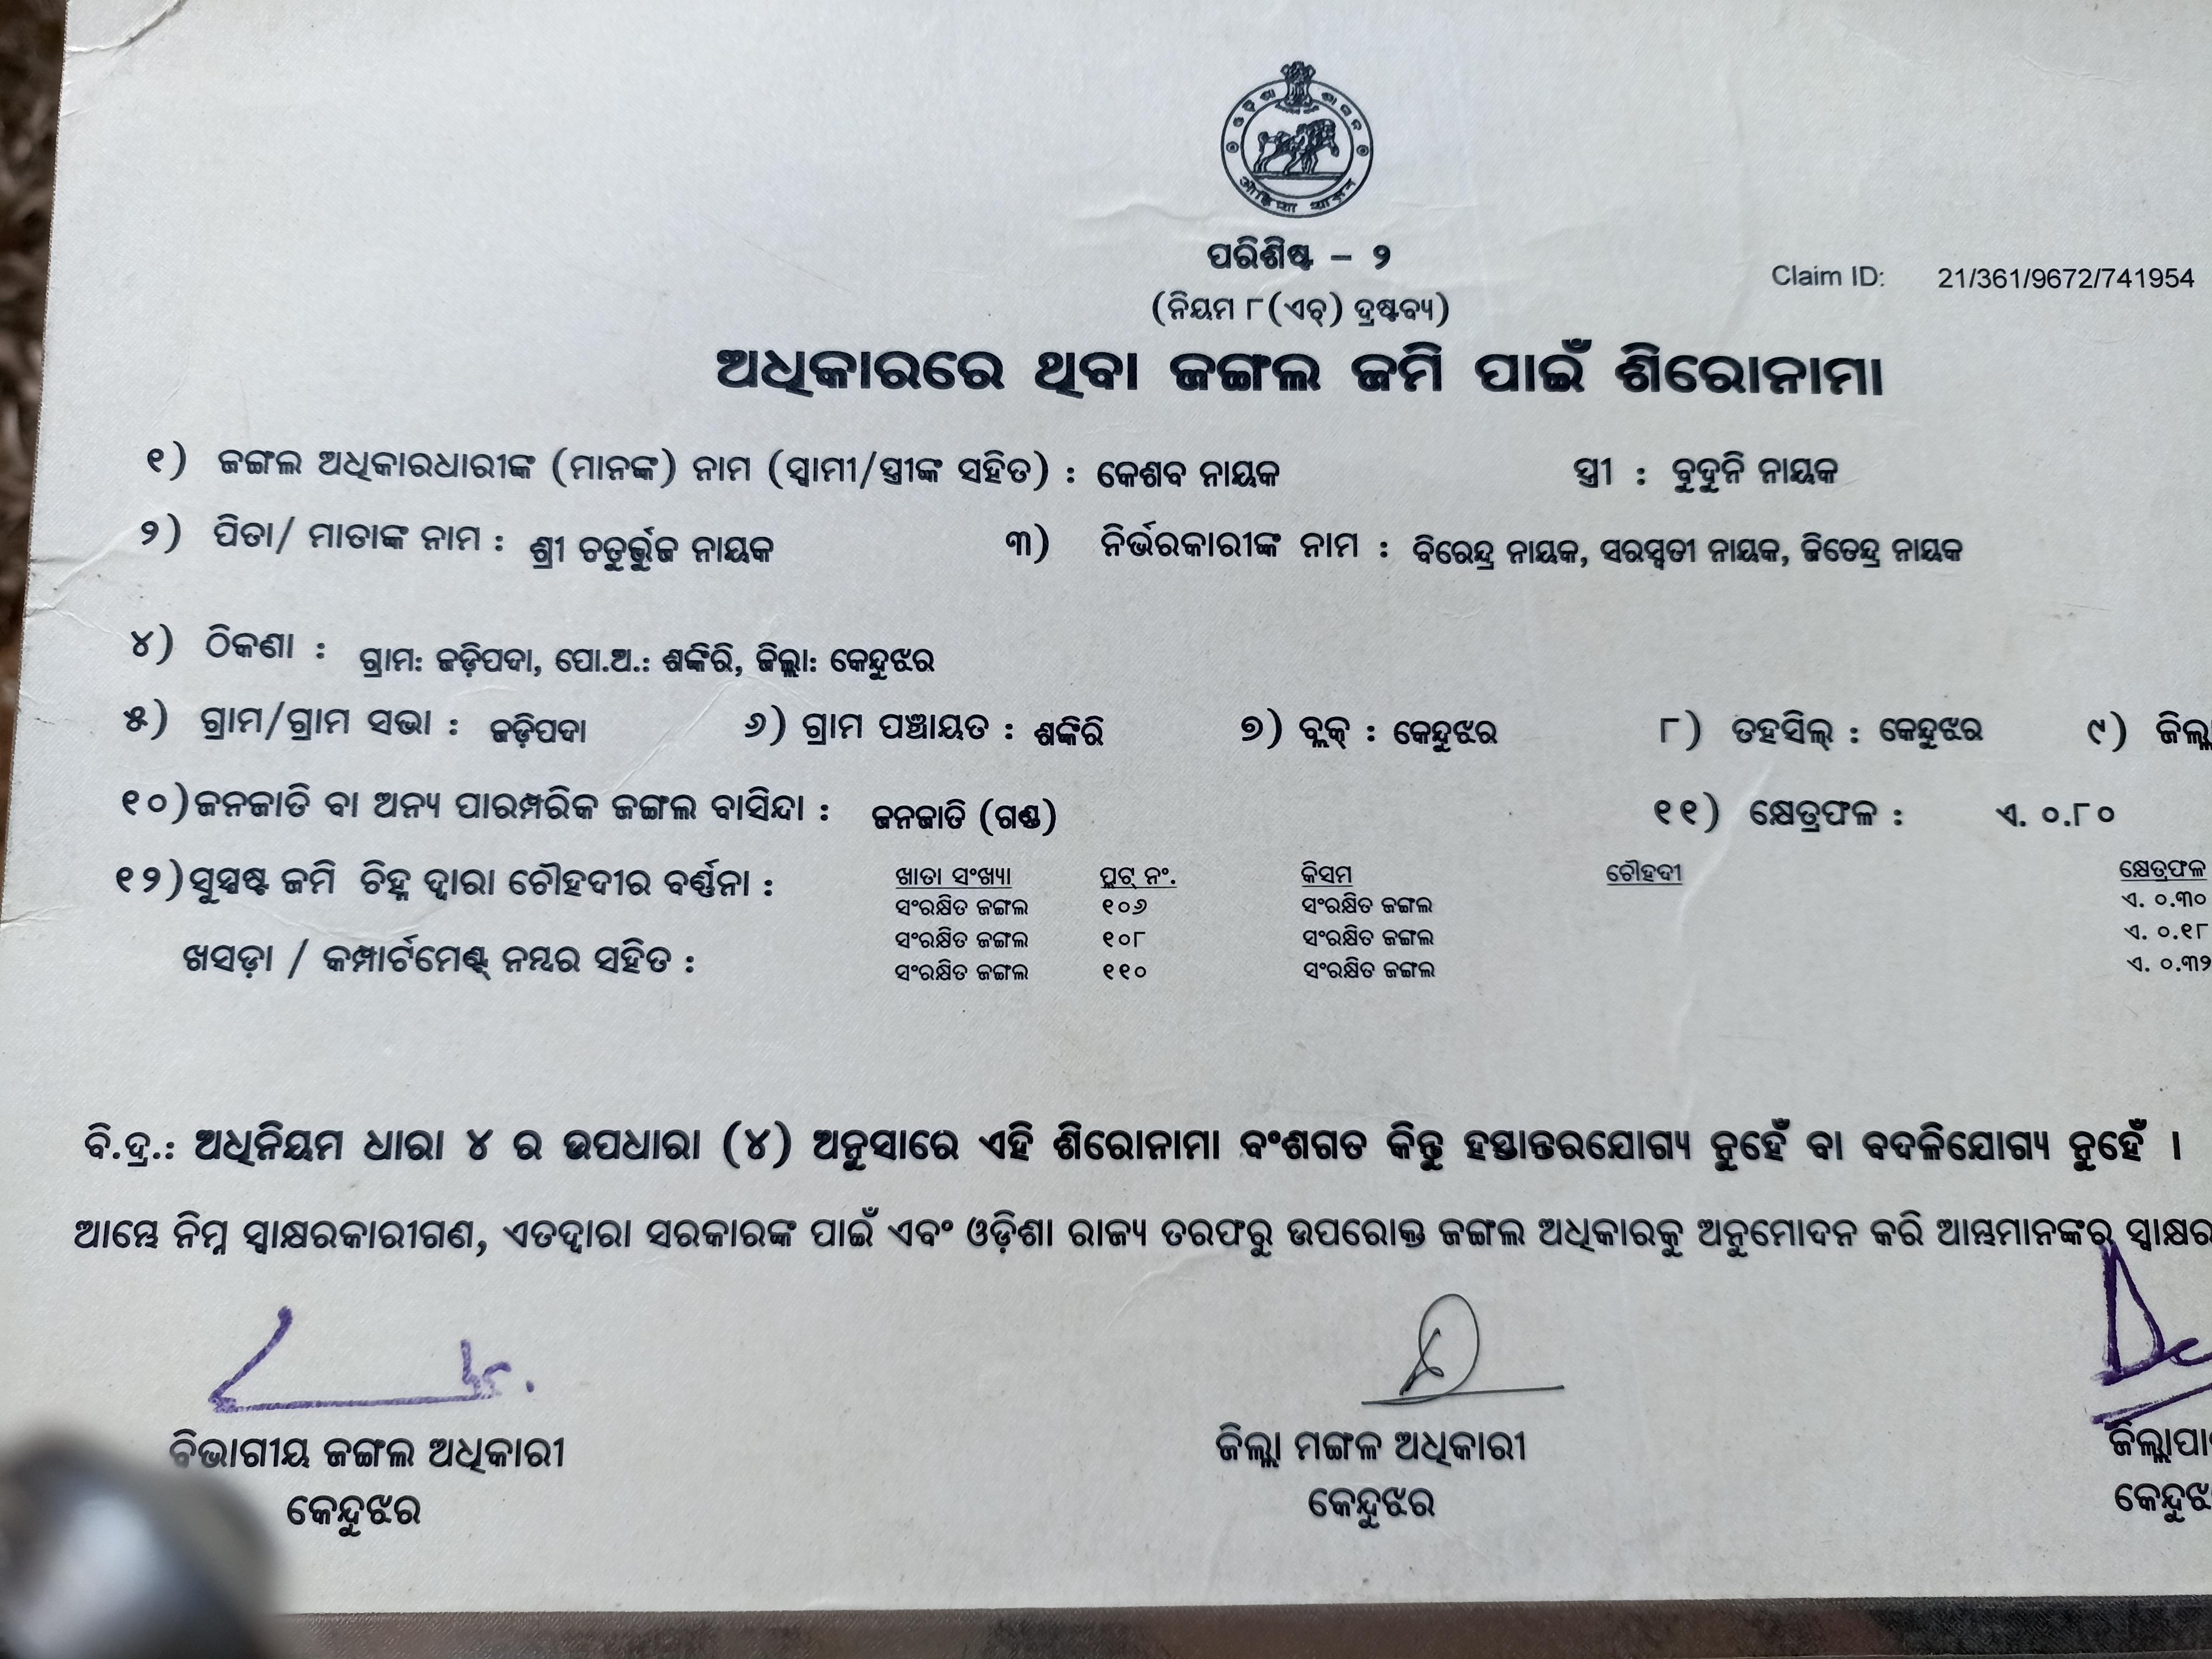 ଓଡ଼ିଶା ଶାସନ
ओड़िशा शासन
ପରିଶିଷ୍ଟ – ୨
Claim ID: 21/361/9672/741954
(ନିୟମ ୮(ଏଚ୍) ଦ୍ରଷ୍ଟବ୍ୟ)
ଅଧିକାରରେ ଥିବା ଜଙ୍ଗଲ ଜମି ପାଇଁ ଶିରୋନାମା
୧) ଜଙ୍ଗଲ ଅଧିକାରଧାରୀଙ୍କ (ମାନଙ୍କ) ନାମ (ସ୍ୱାମୀ/ସ୍ତ୍ରୀଙ୍କ ସହିତ) : କେଶବ ନାୟକ ସ୍ତ୍ରୀ : ବୁଦୁନି ନାୟକ
୨) ପିତା/ ମାତାଙ୍କ ନାମ : ଶ୍ରୀ ଚତୁର୍ଭୁଜ ନାୟକ ୩) ନିର୍ଭରକାରୀଙ୍କ ନାମ : ବିରେନ୍ଦ୍ର ନାୟକ, ସରସ୍ୱତୀ ନାୟକ, ଜିତେନ୍ଦ୍ର ନାୟକ
୪) ଠିକଣା : ଗ୍ରାମ: ଜଡ଼ିପଦା, ପୋ.ଅ.: ଶଙ୍କିରି, ଜିଲ୍ଲା: କେନ୍ଦୁଝର
୫) ଗ୍ରାମ/ଗ୍ରାମ ସଭା : ଜଡ଼ିପଦା ୬) ଗ୍ରାମ ପଞ୍ଚାୟତ : ଶଙ୍କିରି ୭) ବ୍ଲକ୍ : କେନ୍ଦୁଝର ୮) ତହସିଲ୍ : କେନ୍ଦୁଝର ୯) ଜିଲ୍ଲା
୧୦)ଜନଜାତି ବା ଅନ୍ୟ ପାରମ୍ପରିକ ଜଙ୍ଗଲ ବାସିନ୍ଦା : ଜନଜାତି (ଗଣ୍ଡ) ୧୧) କ୍ଷେତ୍ରଫଳ : ଏ. ୦.୮୦
୧୨)ସୁସ୍ପଷ୍ଟ ଜମି ଚିହ୍ନ ଦ୍ୱାରା ଚୌହଦୀର ବର୍ଣ୍ଣନା :
ଖସଡ଼ା / କମ୍ପାର୍ଟମେଣ୍ଟ୍ ନମ୍ବର ସହିତ :
ଖାତା ସଂଖ୍ୟା ପ୍ଲଟ୍ ନଂ. କିସମ ଚୌହଦୀ କ୍ଷେତ୍ରଫଳ
ସଂରକ୍ଷିତ ଜଙ୍ଗଲ ୧୦୬ ସଂରକ୍ଷିତ ଜଙ୍ଗଲ ଏ. ୦.୩୦
ସଂରକ୍ଷିତ ଜଙ୍ଗଲ ୧୦୮ ସଂରକ୍ଷିତ ଜଙ୍ଗଲ ଏ. ୦.୧୮
ସଂରକ୍ଷିତ ଜଙ୍ଗଲ ୧୧୦ ସଂରକ୍ଷିତ ଜଙ୍ଗଲ ଏ. ୦.୩୨
ବି.ଦ୍ର.: ଅଧିନିୟମ ଧାରା ୪ ର ଉପଧାରା (୪) ଅନୁସାରେ ଏହି ଶିରୋନାମା ବଂଶଗତ କିନ୍ତୁ ହସ୍ତାନ୍ତରଯୋଗ୍ୟ ନୁହେଁ ବା ବଦଳିଯୋଗ୍ୟ ନୁହେଁ ।
ଆମ୍ଭେ ନିମ୍ନ ସ୍ୱାକ୍ଷରକାରୀଗଣ, ଏତଦ୍ୱାରା ସରକାରଙ୍କ ପାଇଁ ଏବଂ ଓଡ଼ିଶା ରାଜ୍ୟ ତରଫରୁ ଉପରୋକ୍ତ ଜଙ୍ଗଲ ଅଧିକାରକୁ ଅନୁମୋଦନ କରି ଆମ୍ଭମାନଙ୍କର ସ୍ୱାକ୍ଷର
ବିଭାଗୀୟ ଜଙ୍ଗଲ ଅଧିକାରୀ ଜିଲ୍ଲା ମଙ୍ଗଳ ଅଧିକାରୀ
କେନ୍ଦୁଝର କେନ୍ଦୁଝର